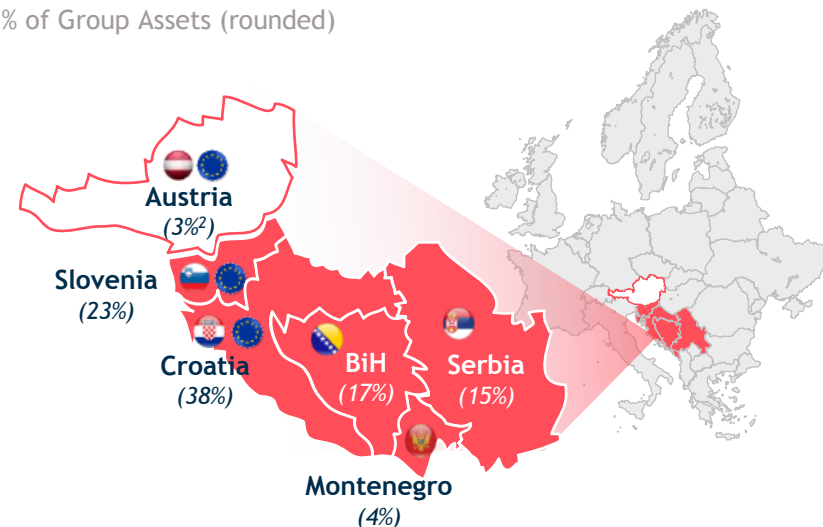 % of Group Assets (rounded)
Austria
(3%²)
Slovenia
(23%)
Croatia
(38%)
BiH
(17%)
Serbia
(15%)
Montenegro
(4%)